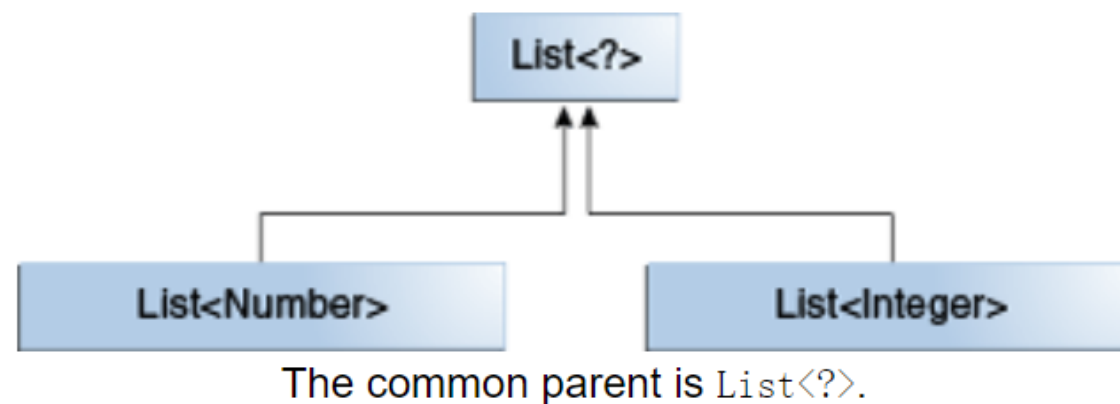 List<?>
List<Number>
List<Integer>
The common parent is List<?>.